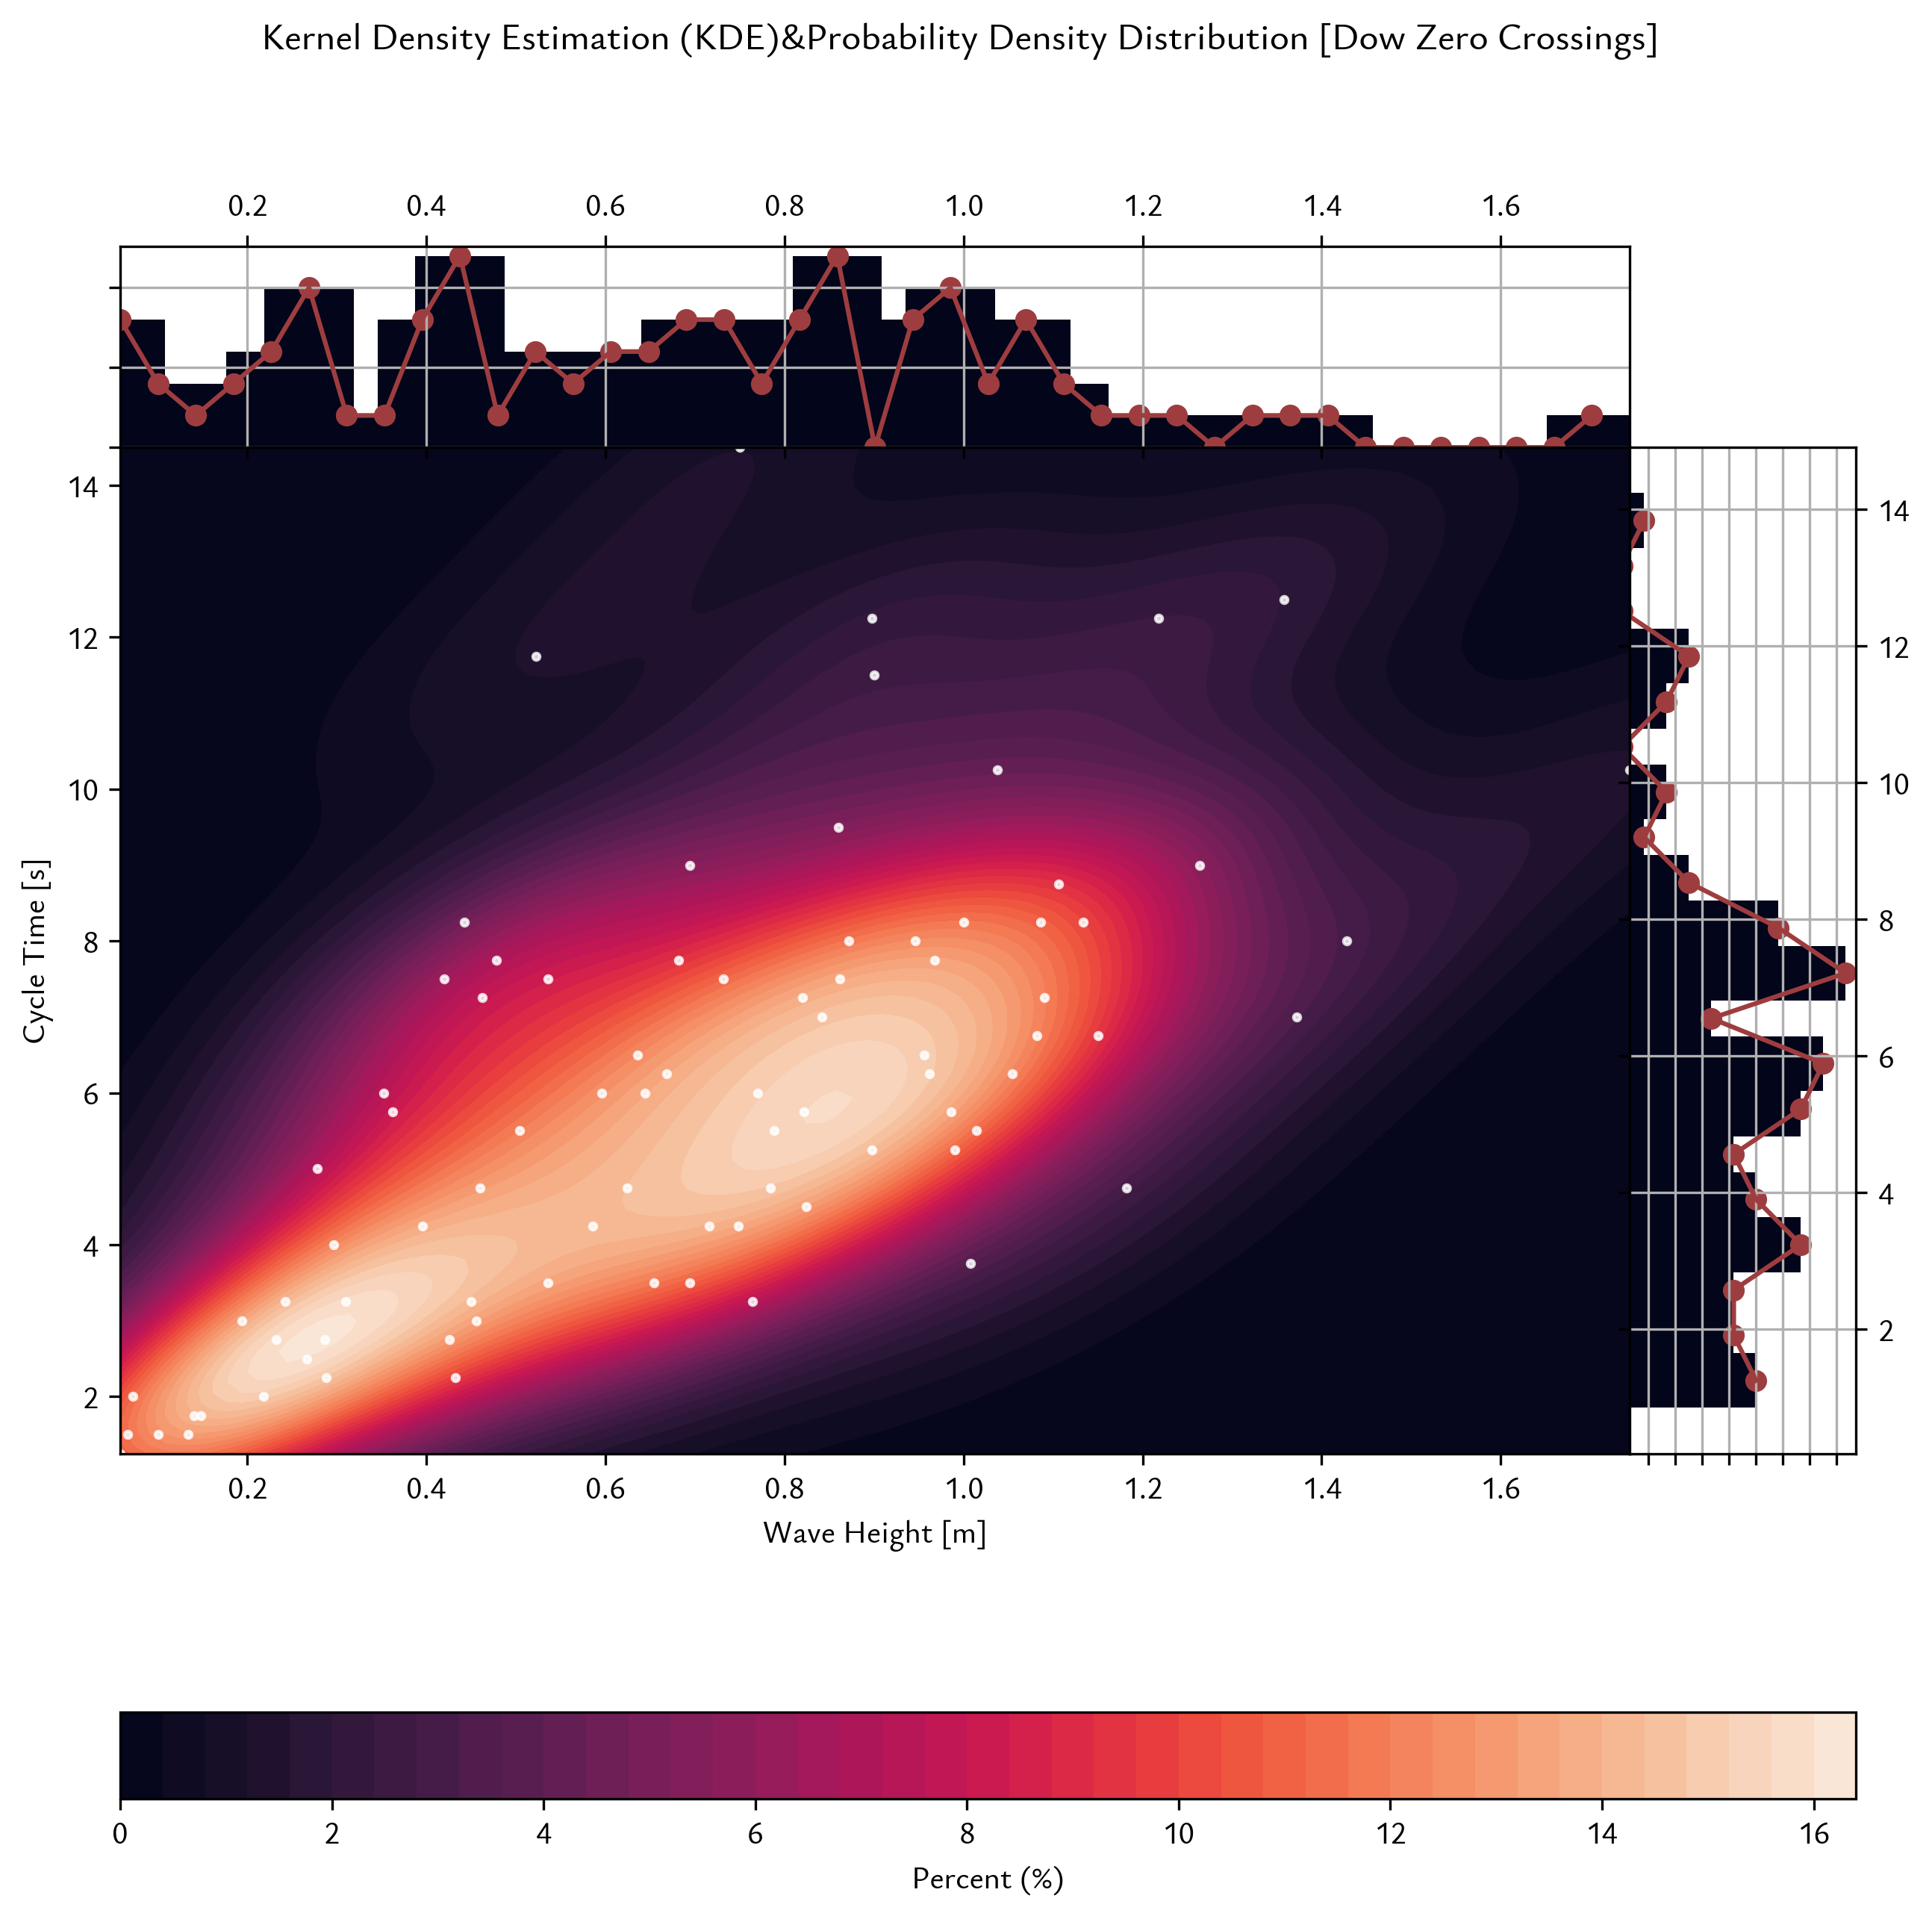 Kernel Density Estimation (KDE)&Probability Density Distribution [Dow Zero Crossings]
0.2 0.4 0.6 0.8 1.0 1.2 1.4 1.6
14
12
10
8
6
4
2
Cycle Time [s]
14
12
10
8
6
4
2
0.2 0.4 0.6 0.8 1.0 1.2 1.4 1.6
Wave Height [m]
0 2 4 6 8 10 12 14 16
Percent (%)